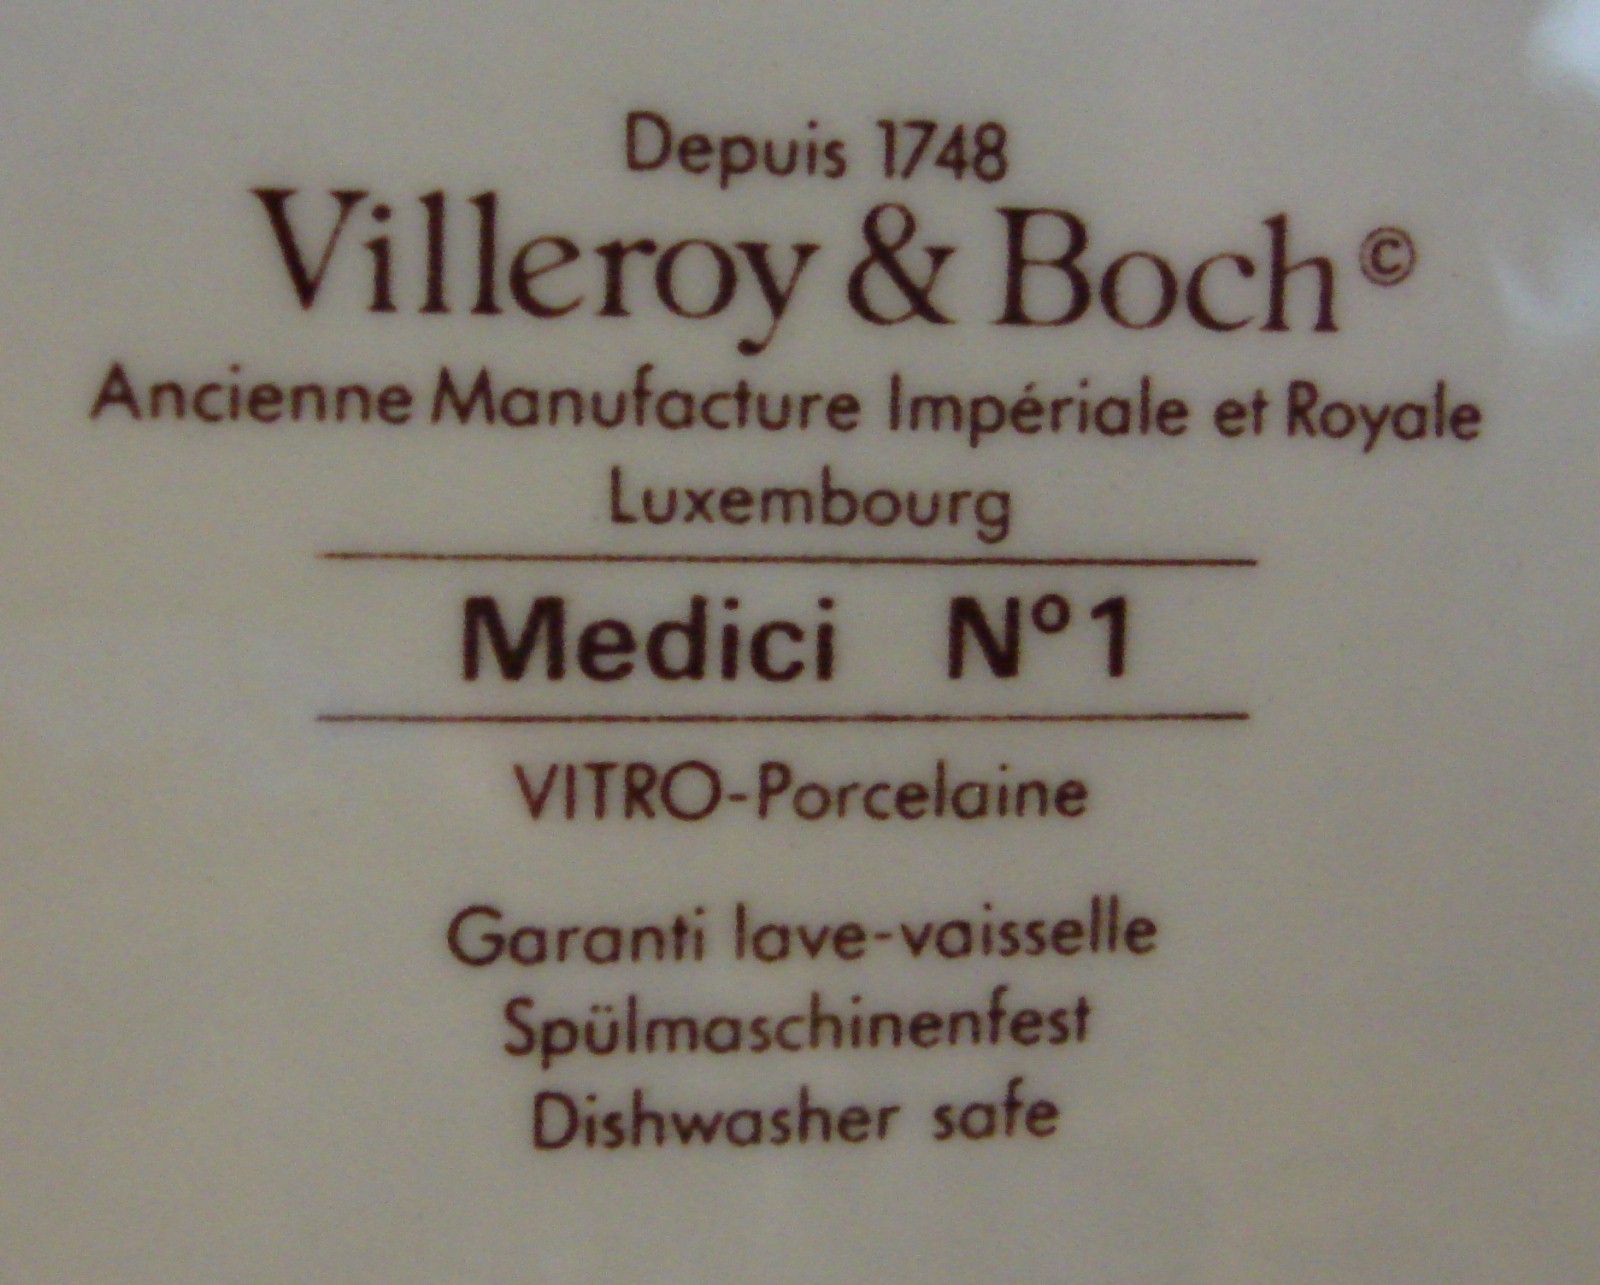 Depuis 1748
Villeroy & Boch©
Ancienne Manufacture Impériale et Royale
Luxembourg
Medici Nº1
VITRO-Porcelaine
Garanti lave-vaisselle
Spülmaschinenfest
Dishwasher safe